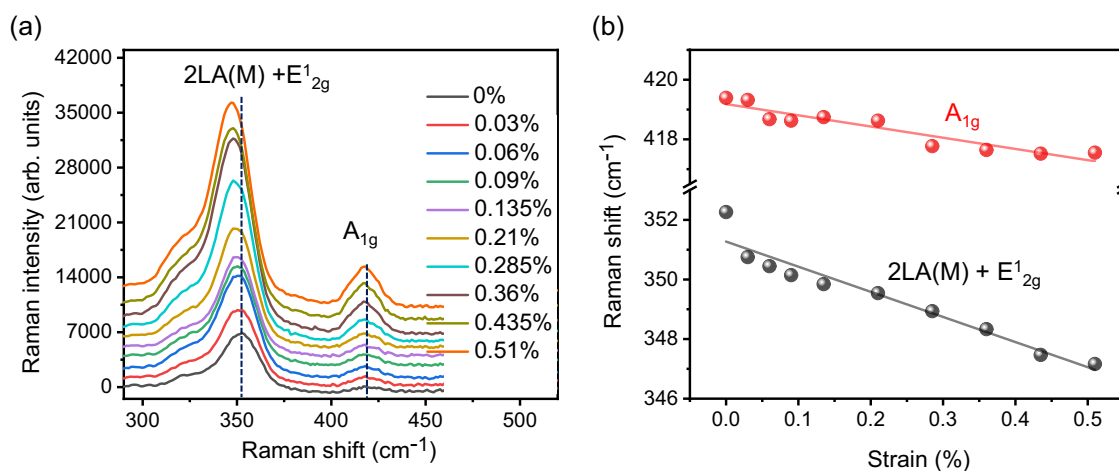 (a)
42000
35000
28000
21000
14000
7000
0
Raman intensity (arb. units)
2LA(M) +E¹₂g
A₁g
0%
0.03%
0.06%
0.09%
0.135%
0.21%
0.285%
0.36%
0.435%
0.51%
300 350 400 450 500
Raman shift (cm⁻¹)
(b)
420
418
352
350
348
346
Raman shift (cm⁻¹)
A₁g
2LA(M) + E¹₂g
0.0 0.1 0.2 0.3 0.4 0.5
Strain (%)